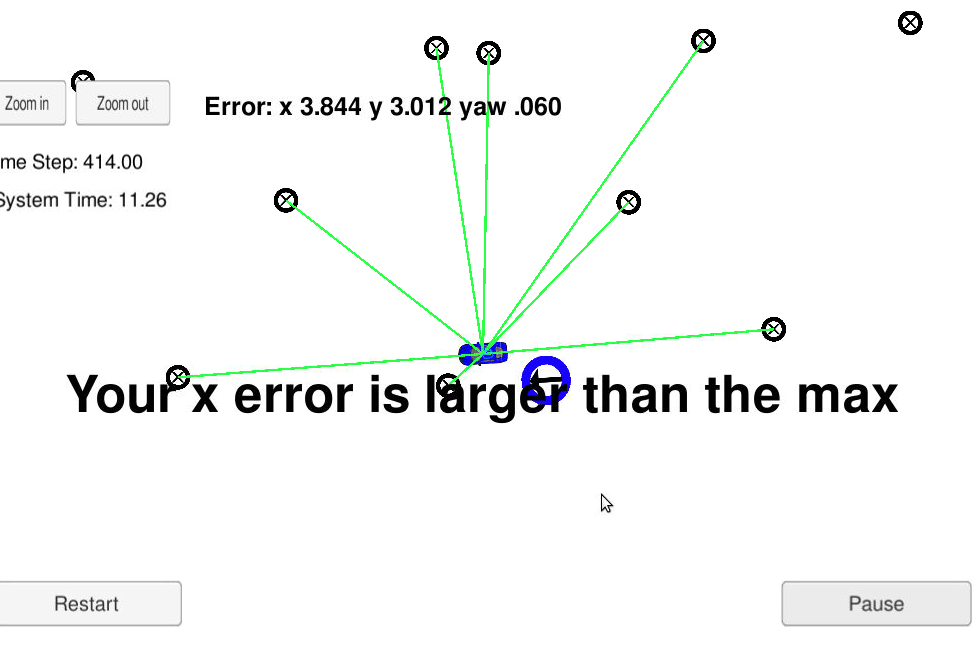 Zoom in
Zoom out
Error: x 3.844 y 3.012 yaw .060
me Step: 414.00
System Time: 11.26
Your x error is larger than the max
Restart
Pause